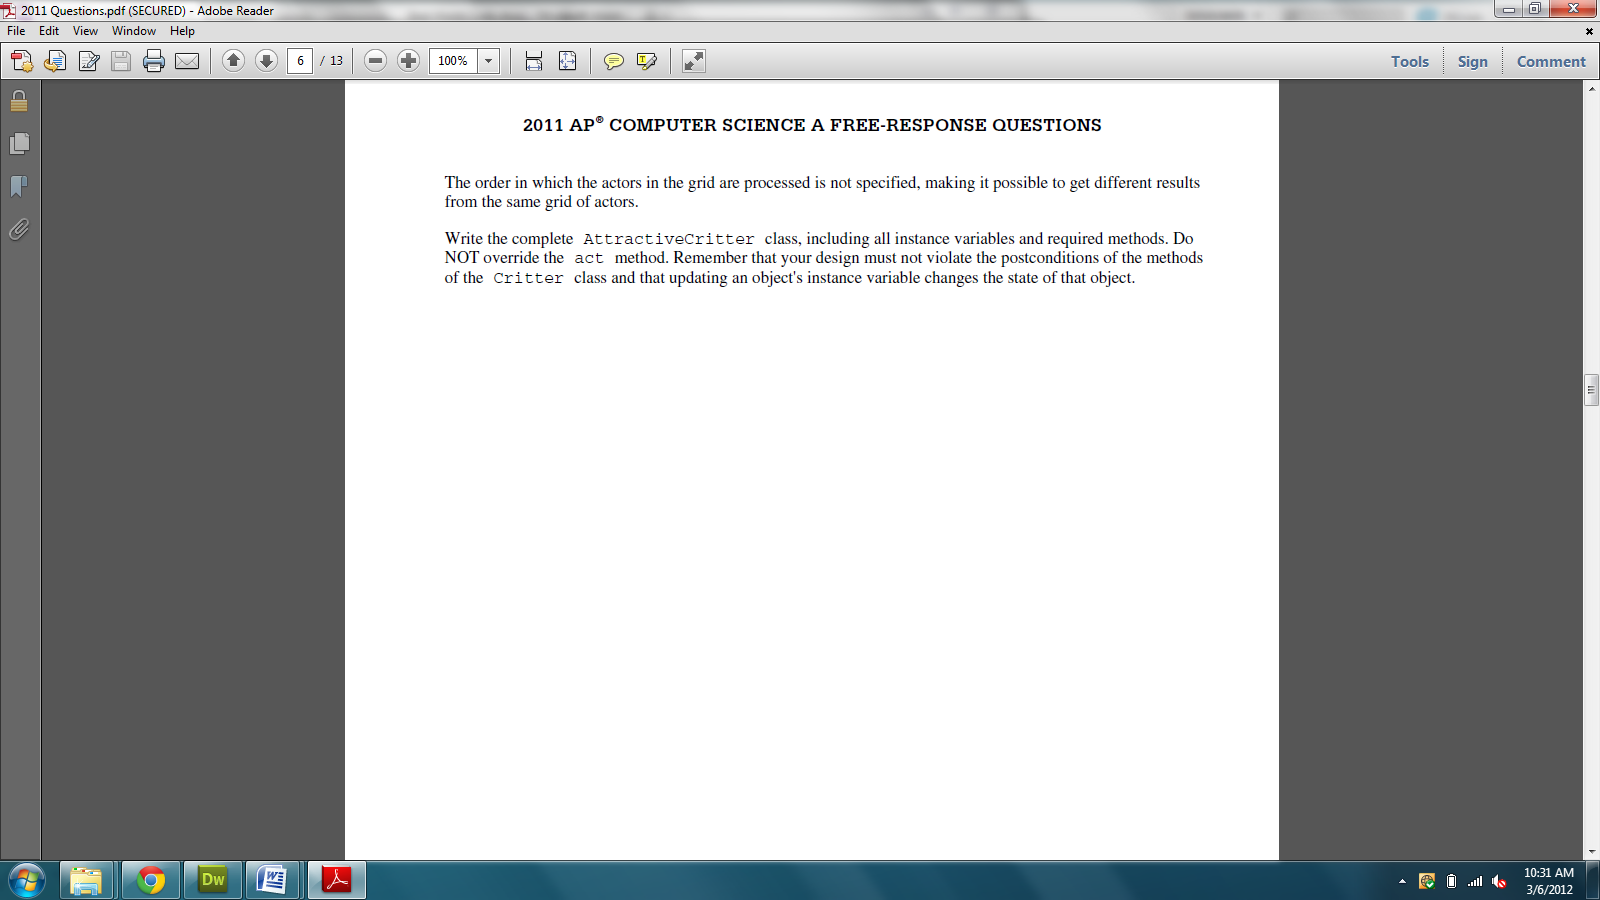 2011 Questions.pdf (SECURED) - Adobe Reader
File Edit View Window Help
6 / 13 100% Tools Sign Comment
2011 AP® COMPUTER SCIENCE A FREE-RESPONSE QUESTIONS
The order in which the actors in the grid are processed is not specified, making it possible to get different results
from the same grid of actors.
Write the complete AttractiveCritter class, including all instance variables and required methods. Do
NOT override the act method. Remember that your design must not violate the postconditions of the methods
of the Critter class and that updating an object's instance variable changes the state of that object.
Dw
10:31 AM
3/6/2012